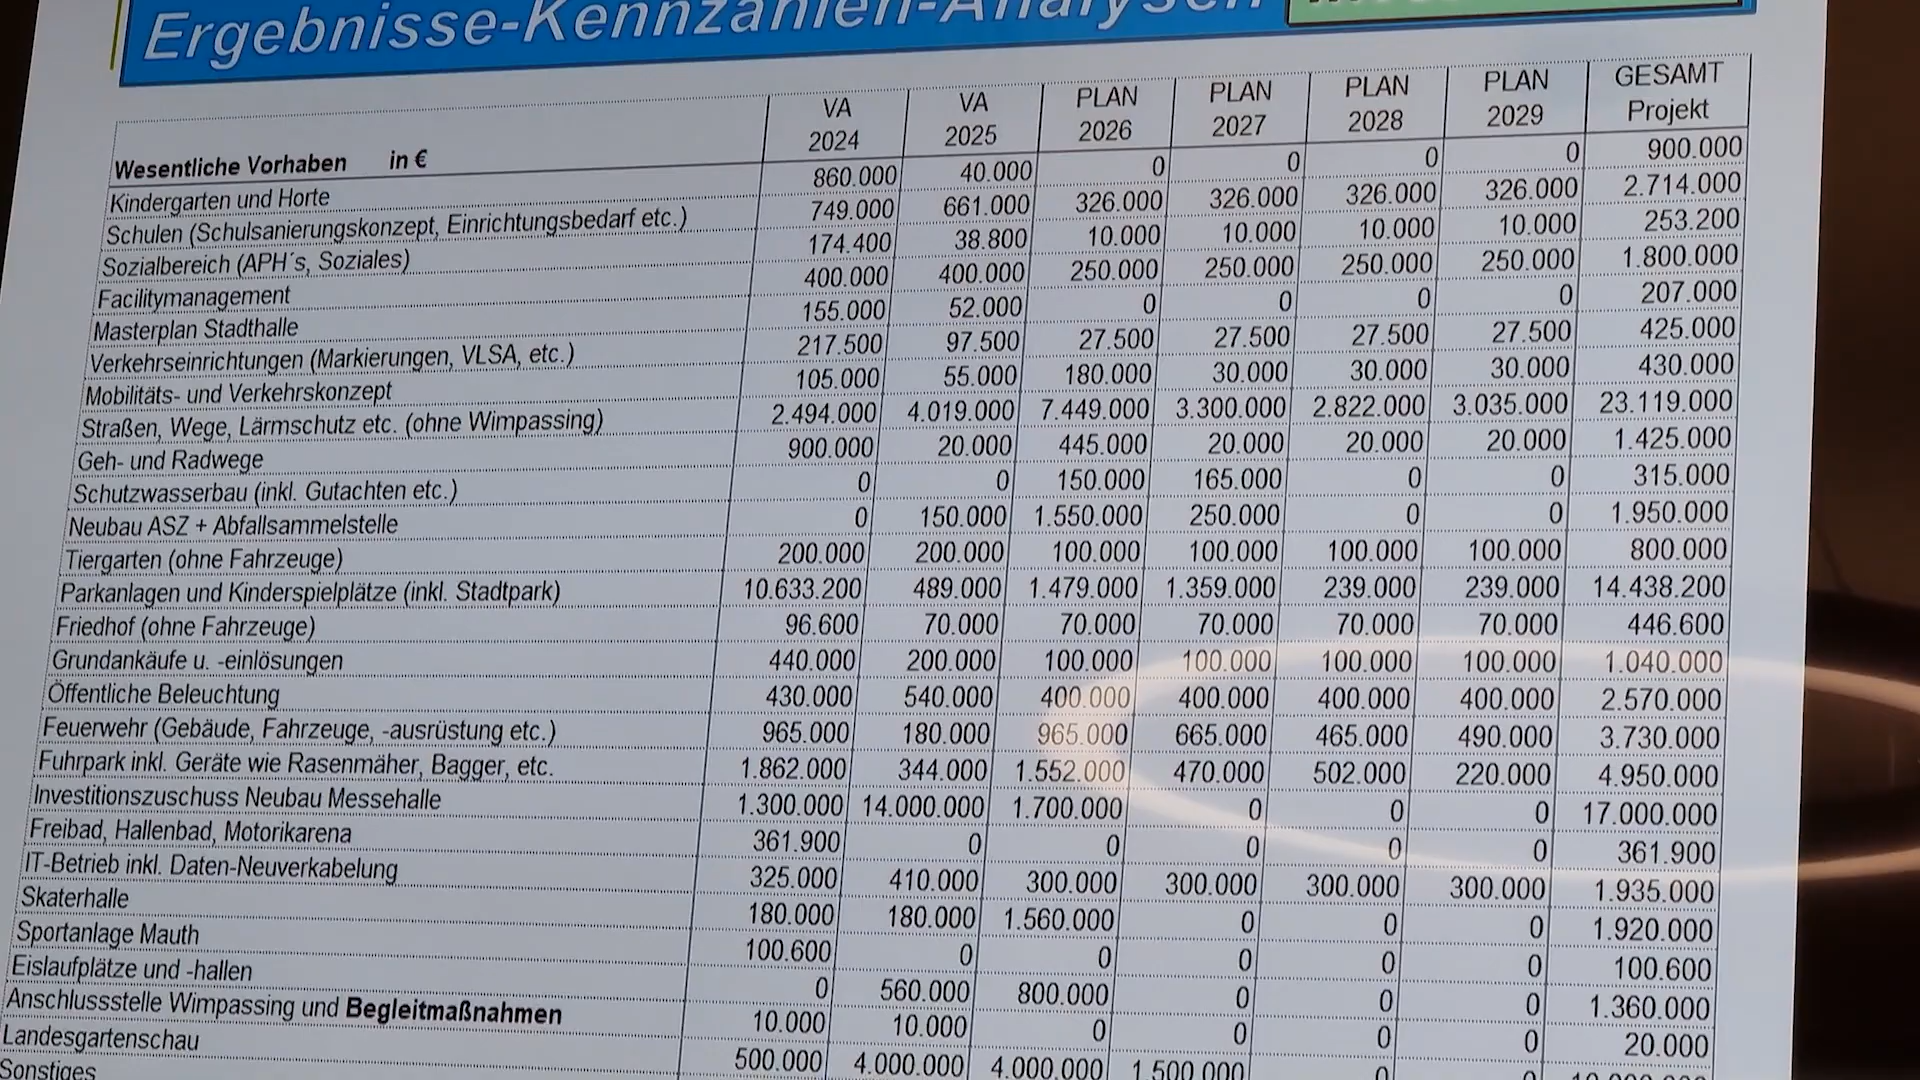 Ergebnisse-Kennzahlen-Analysen
Wesentliche Vorhaben in € VA 2024 VA 2025 PLAN 2026 PLAN 2027 PLAN 2028 PLAN 2029 GESAMT Projekt
Kindergarten und Horte 860.000 40.000 0 0 0 0 900.000
Schulen (Schulsanierungskonzept, Einrichtungsbedarf etc.) 749.000 661.000 326.000 326.000 326.000 326.000 2.714.000
Sozialbereich (APH´s, Soziales) 174.400 38.800 10.000 10.000 10.000 10.000 253.200
Facilitymanagement 400.000 400.000 250.000 250.000 250.000 250.000 1.800.000
Masterplan Stadthalle 155.000 52.000 0 0 0 0 207.000
Verkehrseinrichtungen (Markierungen, VLSA, etc.) 217.500 97.500 27.500 27.500 27.500 27.500 425.000
Mobilitäts- und Verkehrskonzept 105.000 55.000 180.000 30.000 30.000 30.000 430.000
Straßen, Wege, Lärmschutz etc. (ohne Wimpassing) 2.494.000 4.019.000 7.449.000 3.300.000 2.822.000 3.035.000 23.119.000
Geh- und Radwege 900.000 20.000 445.000 20.000 20.000 20.000 1.425.000
Schutzwasserbau (inkl. Gutachten etc.) 0 0 150.000 165.000 0 0 315.000
Neubau ASZ + Abfallsammelstelle 0 150.000 1.550.000 250.000 0 0 1.950.000
Tiergarten (ohne Fahrzeuge) 200.000 200.000 100.000 100.000 100.000 100.000 800.000
Parkanlagen und Kinderspielplätze (inkl. Stadtpark) 10.633.200 489.000 1.479.000 1.359.000 239.000 239.000 14.438.200
Friedhof (ohne Fahrzeuge) 96.600 70.000 70.000 70.000 70.000 70.000 446.600
Grundankäufe u. -einlösungen 440.000 200.000 100.000 100.000 100.000 100.000 1.040.000
Öffentliche Beleuchtung 430.000 540.000 400.000 400.000 400.000 400.000 2.570.000
Feuerwehr (Gebäude, Fahrzeuge, -ausrüstung etc.) 965.000 180.000 965.000 665.000 465.000 490.000 3.730.000
Fuhrpark inkl. Geräte wie Rasenmäher, Bagger, etc. 1.862.000 344.000 1.552.000 470.000 502.000 220.000 4.950.000
Investitionszuschuss Neubau Messehalle 1.300.000 14.000.000 1.700.000 0 0 0 17.000.000
Freibad, Hallenbad, Motorikarena 361.900 0 0 0 0 0 361.900
IT-Betrieb inkl. Daten-Neuverkabelung 325.000 410.000 300.000 300.000 300.000 300.000 1.935.000
Skaterhalle 180.000 180.000 1.560.000 0 0 0 1.920.000
Sportanlage Mauth 100.600 0 0 0 0 0 100.600
Eislaufplätze und -hallen 0 560.000 800.000 0 0 0 1.360.000
Anschlussstelle Wimpassing und Begleitmaßnahmen 10.000 10.000 0 0 0 0 20.000
Landesgartenschau 500.000 4.000.000 4.000.000 1.500.000 0 0
Sonstiges